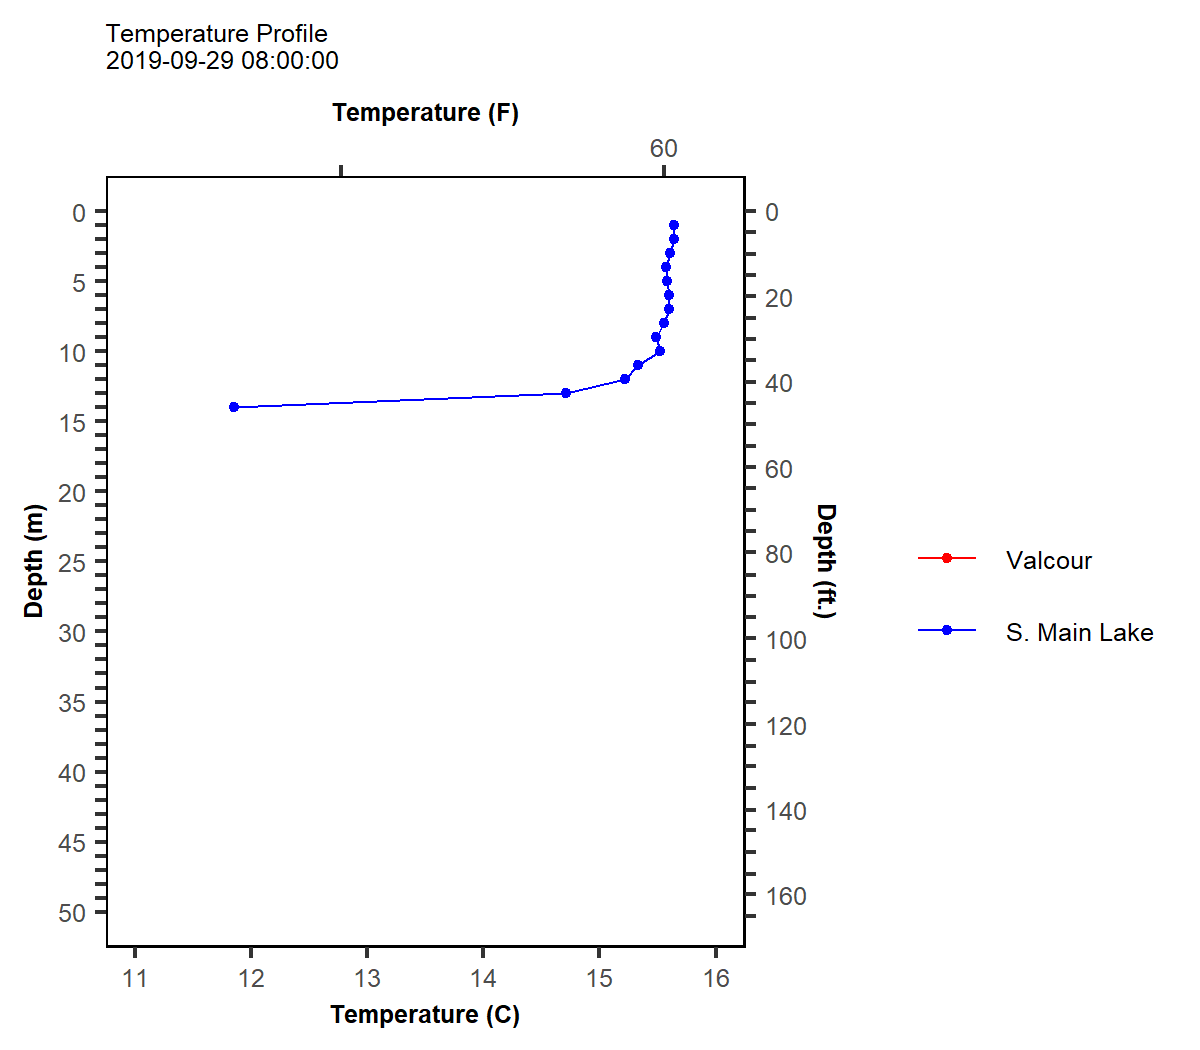 Temperature Profile
2019-09-29 08:00:00
Temperature (F)
60
0
5
10
15
20
25
30
35
40
45
50
Depth (m)
0
20
40
60
80
100
120
140
160
Depth (ft.)
11 12 13 14 15 16
Temperature (C)
Valcour
S. Main Lake